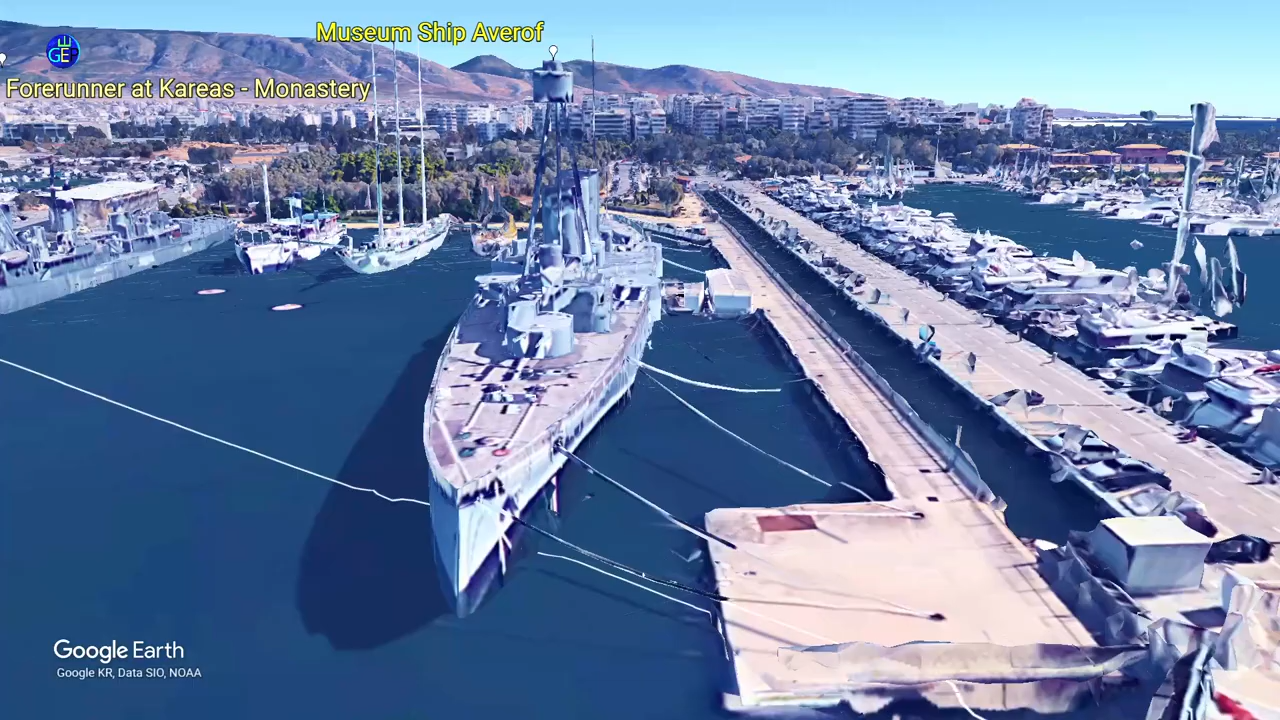 Museum Ship Averof
GEP
Forerunner at Kareas - Monastery
Google Earth
Google KR, Data SIO, NOAA